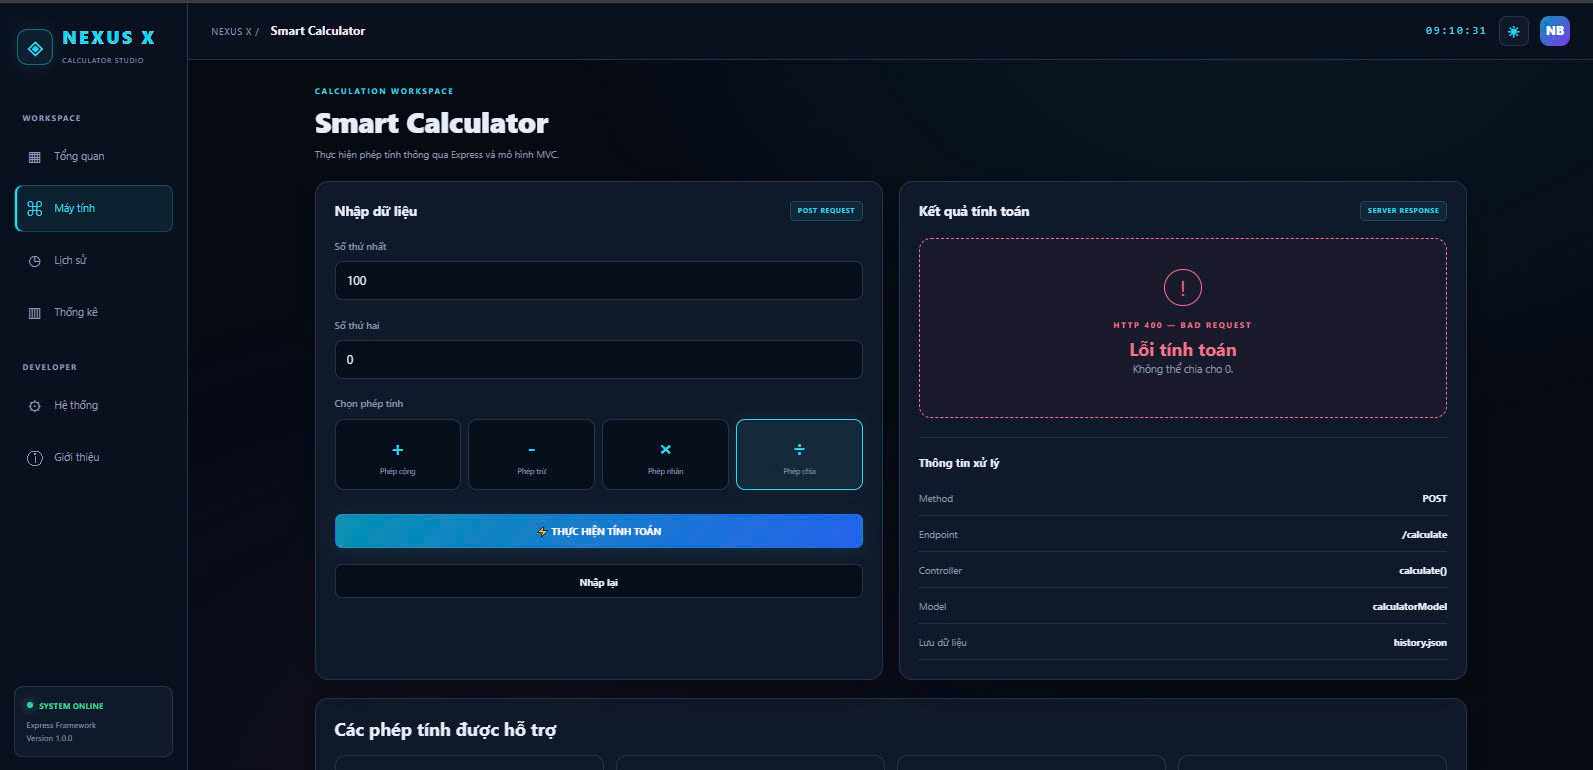 NEXUS X
CALCULATOR STUDIO
WORKSPACE
Tổng quan
Máy tính
Lịch sử
Thống kê
DEVELOPER
Hệ thống
Giới thiệu
SYSTEM ONLINE
Express Framework
Version 1.0.0
NEXUS X / Smart Calculator
09:10:31
NB
CALCULATION WORKSPACE
Smart Calculator
Thực hiện phép tính thông qua Express và mô hình MVC.
Nhập dữ liệu
POST REQUEST
Số thứ nhất
100
Số thứ hai
0
Chọn phép tính
+
Phép cộng
-
Phép trừ
×
Phép nhân
÷
Phép chia
⚡ THỰC HIỆN TÍNH TOÁN
Nhập lại
Kết quả tính toán
SERVER RESPONSE
!
HTTP 400 — BAD REQUEST
Lỗi tính toán
Không thể chia cho 0.
Thông tin xử lý
Method POST
Endpoint /calculate
Controller calculate()
Model calculatorModel
Lưu dữ liệu history.json
Các phép tính được hỗ trợ